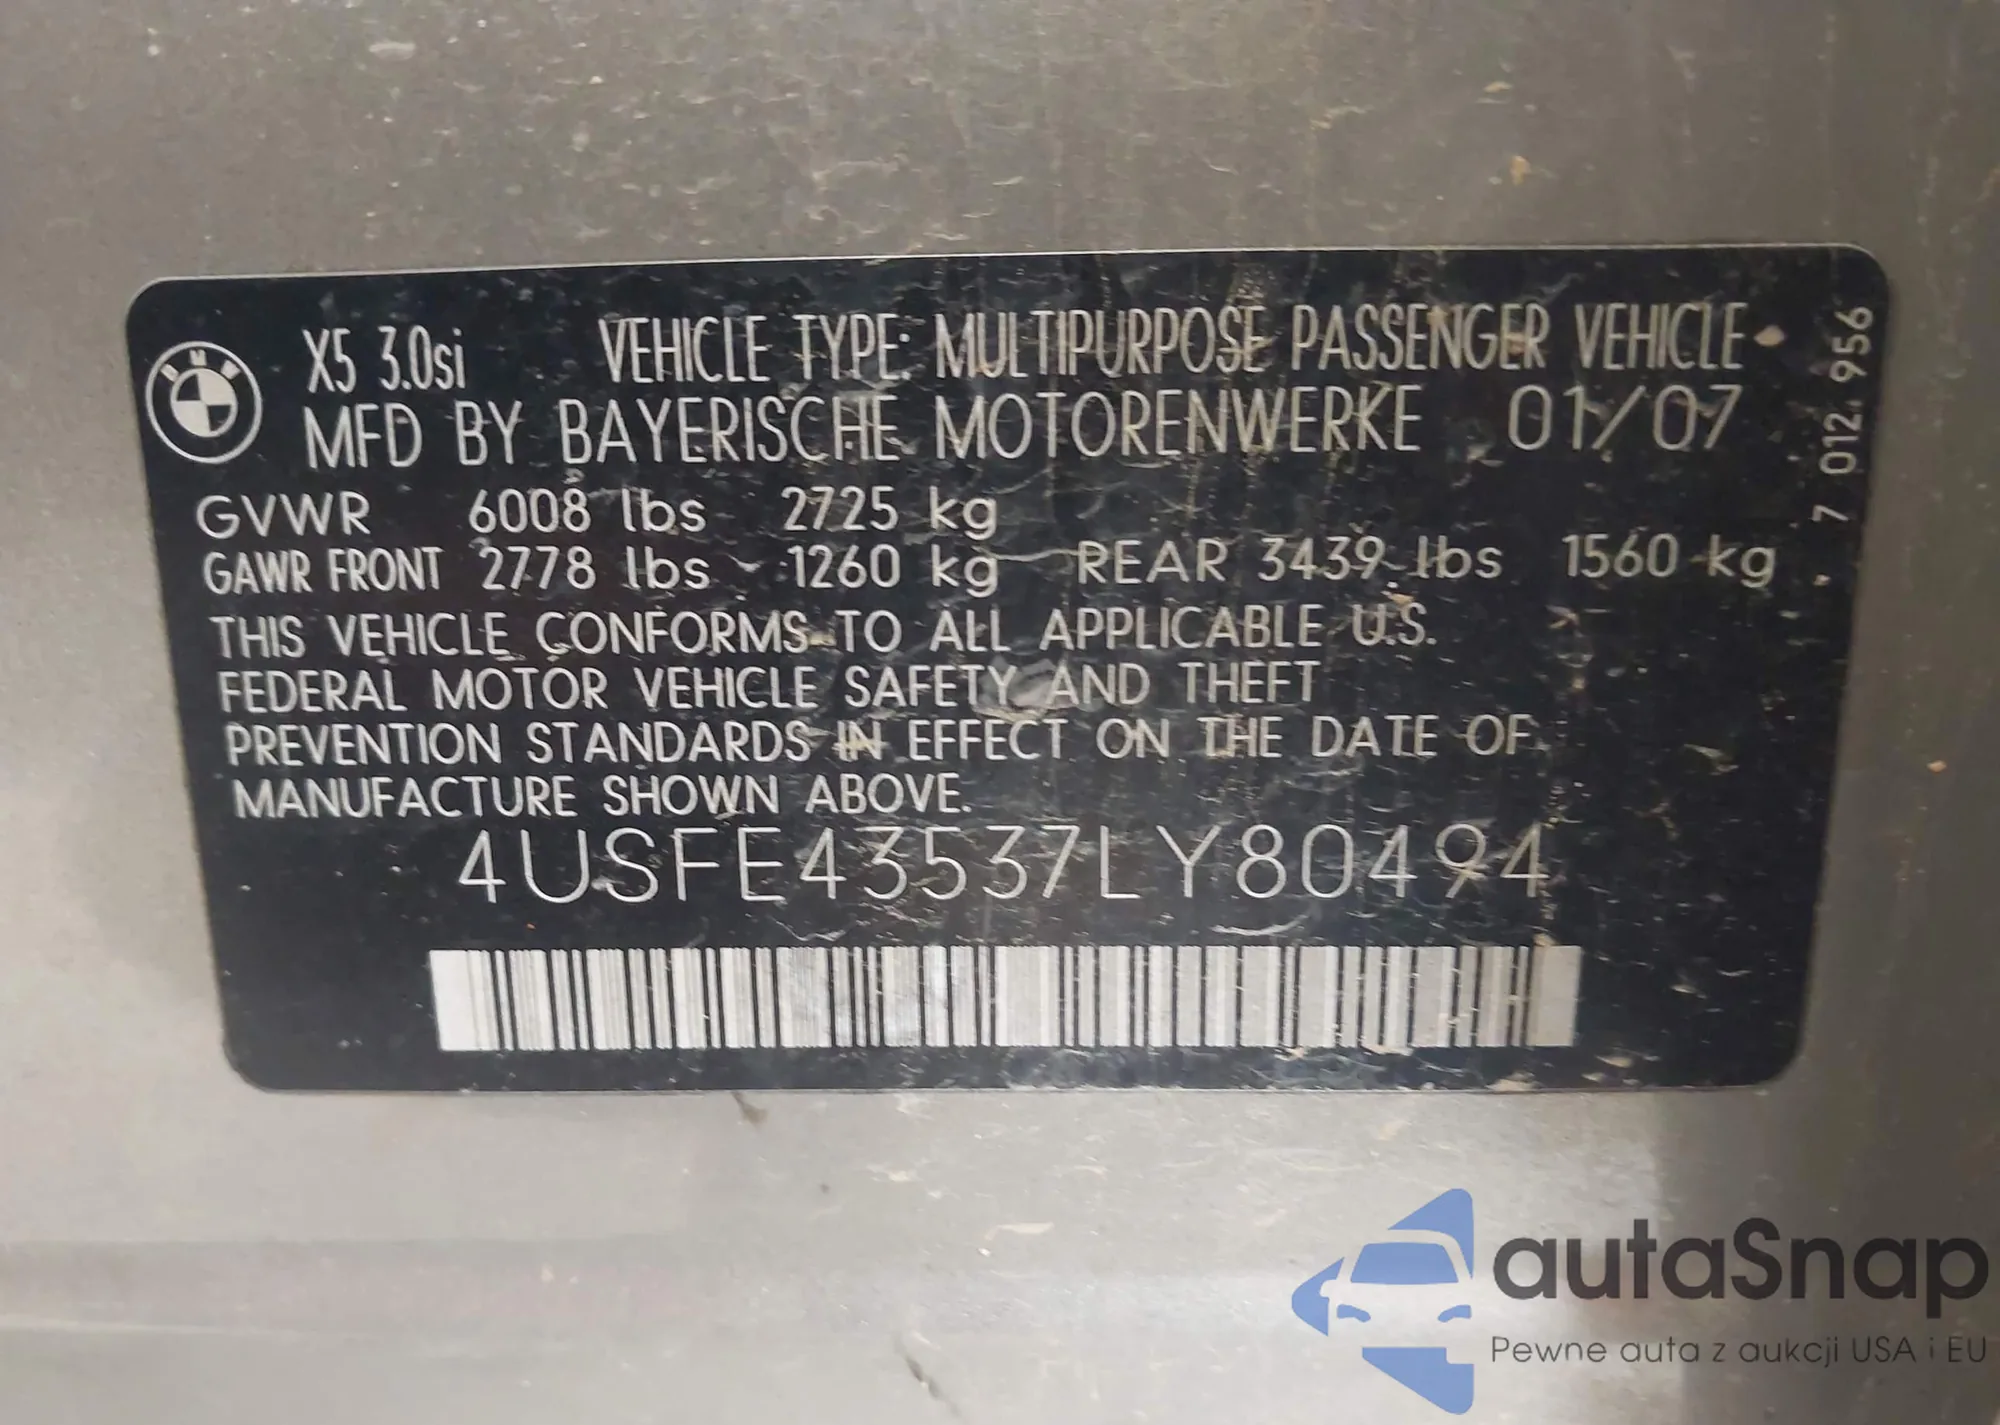 BMW
X5 3.0si VEHICLE TYPE: MULTIPURPOSE PASSENGER VEHICLE
MFD BY BAYERISCHE MOTORENWERKE 01/07
GVWR 6008 lbs 2725 kg
GAWR FRONT 2778 lbs 1260 kg REAR 3439 lbs 1560 kg
THIS VEHICLE CONFORMS TO ALL APPLICABLE U.S.
FEDERAL MOTOR VEHICLE SAFETY AND THEFT
PREVENTION STANDARDS IN EFFECT ON THE DATE OF
MANUFACTURE SHOWN ABOVE.
4USFE43537LY80494
7 012.956
autaSnap
Pewne auta z aukcji USA i EU